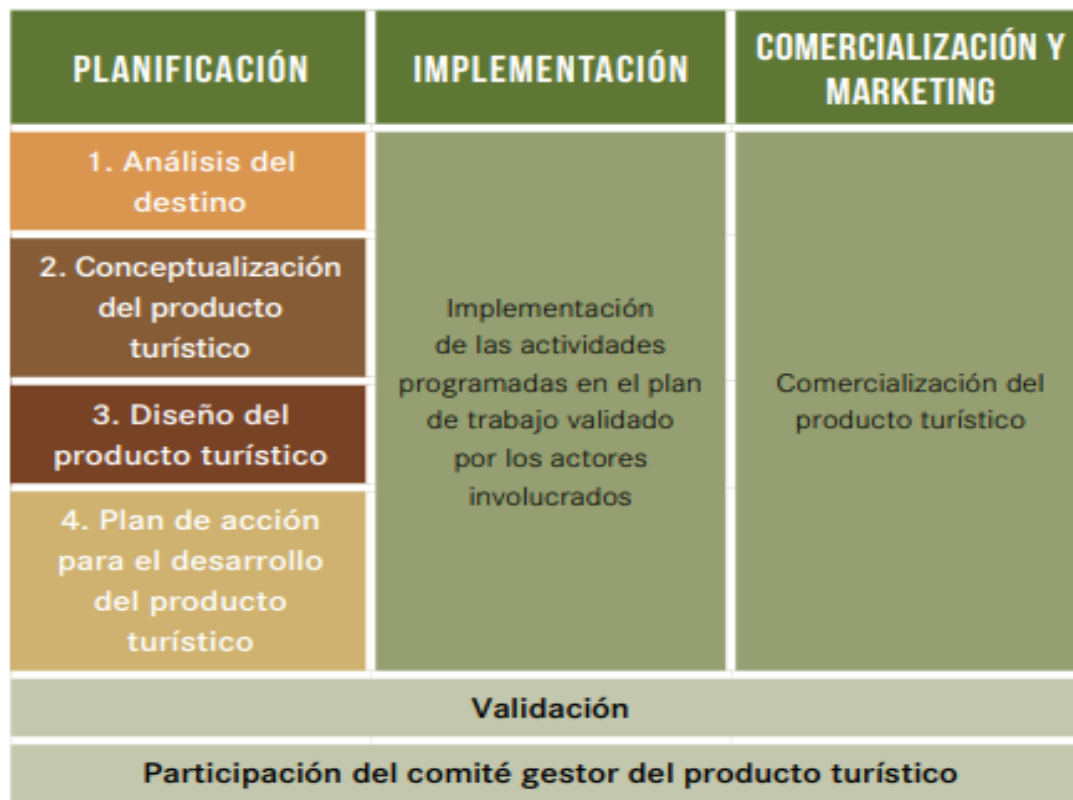 PLANIFICACIÓN
IMPLEMENTACIÓN
COMERCIALIZACIÓN Y
MARKETING
1. Análisis del
destino
2. Conceptualización
del producto
turístico
3. Diseño del
producto turístico
4. Plan de acción
para el desarrollo
del producto
turístico
Implementación
de las actividades
programadas en el plan
de trabajo validado
por los actores
involucrados
Comercialización del
producto turístico
Validación
Participación del comité gestor del producto turístico